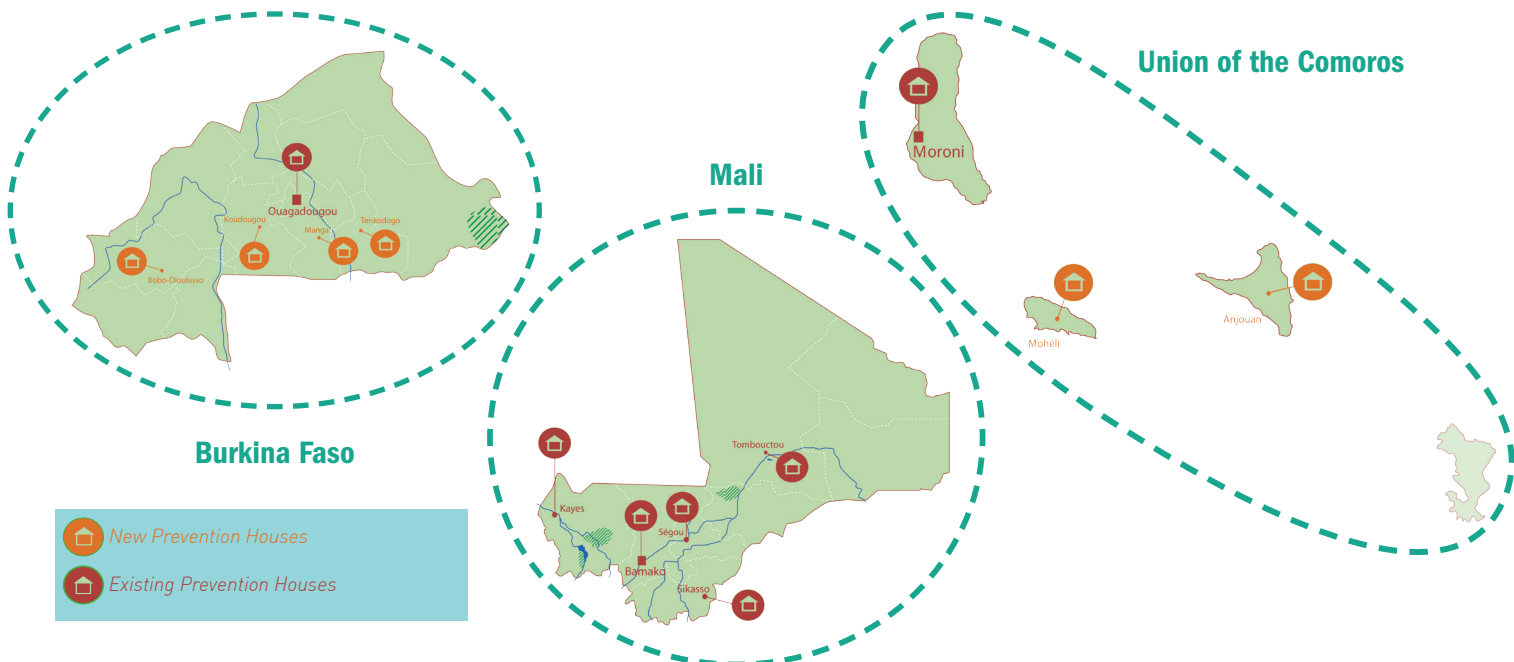 Union of the Comoros
Moroni
Mohéli
Anjouan
Mali
Tombouctou
Kayes
Ségou
Bamako
Sikasso
Ouagadougou
Koudougou
Manga
Tenkodogo
Bobo-Dioulasso
Burkina Faso
New Prevention Houses
Existing Prevention Houses